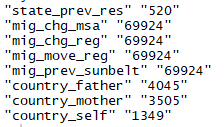 "state_prev_res" "520"
"mig_chg_msa" "69924"
"mig_chg_reg" "69924"
"mig_move_reg" "69924"
"mig_prev_sunbelt" "69924"
"country_father" "4045"
"country_mother" "3505"
"country_self" "1349"